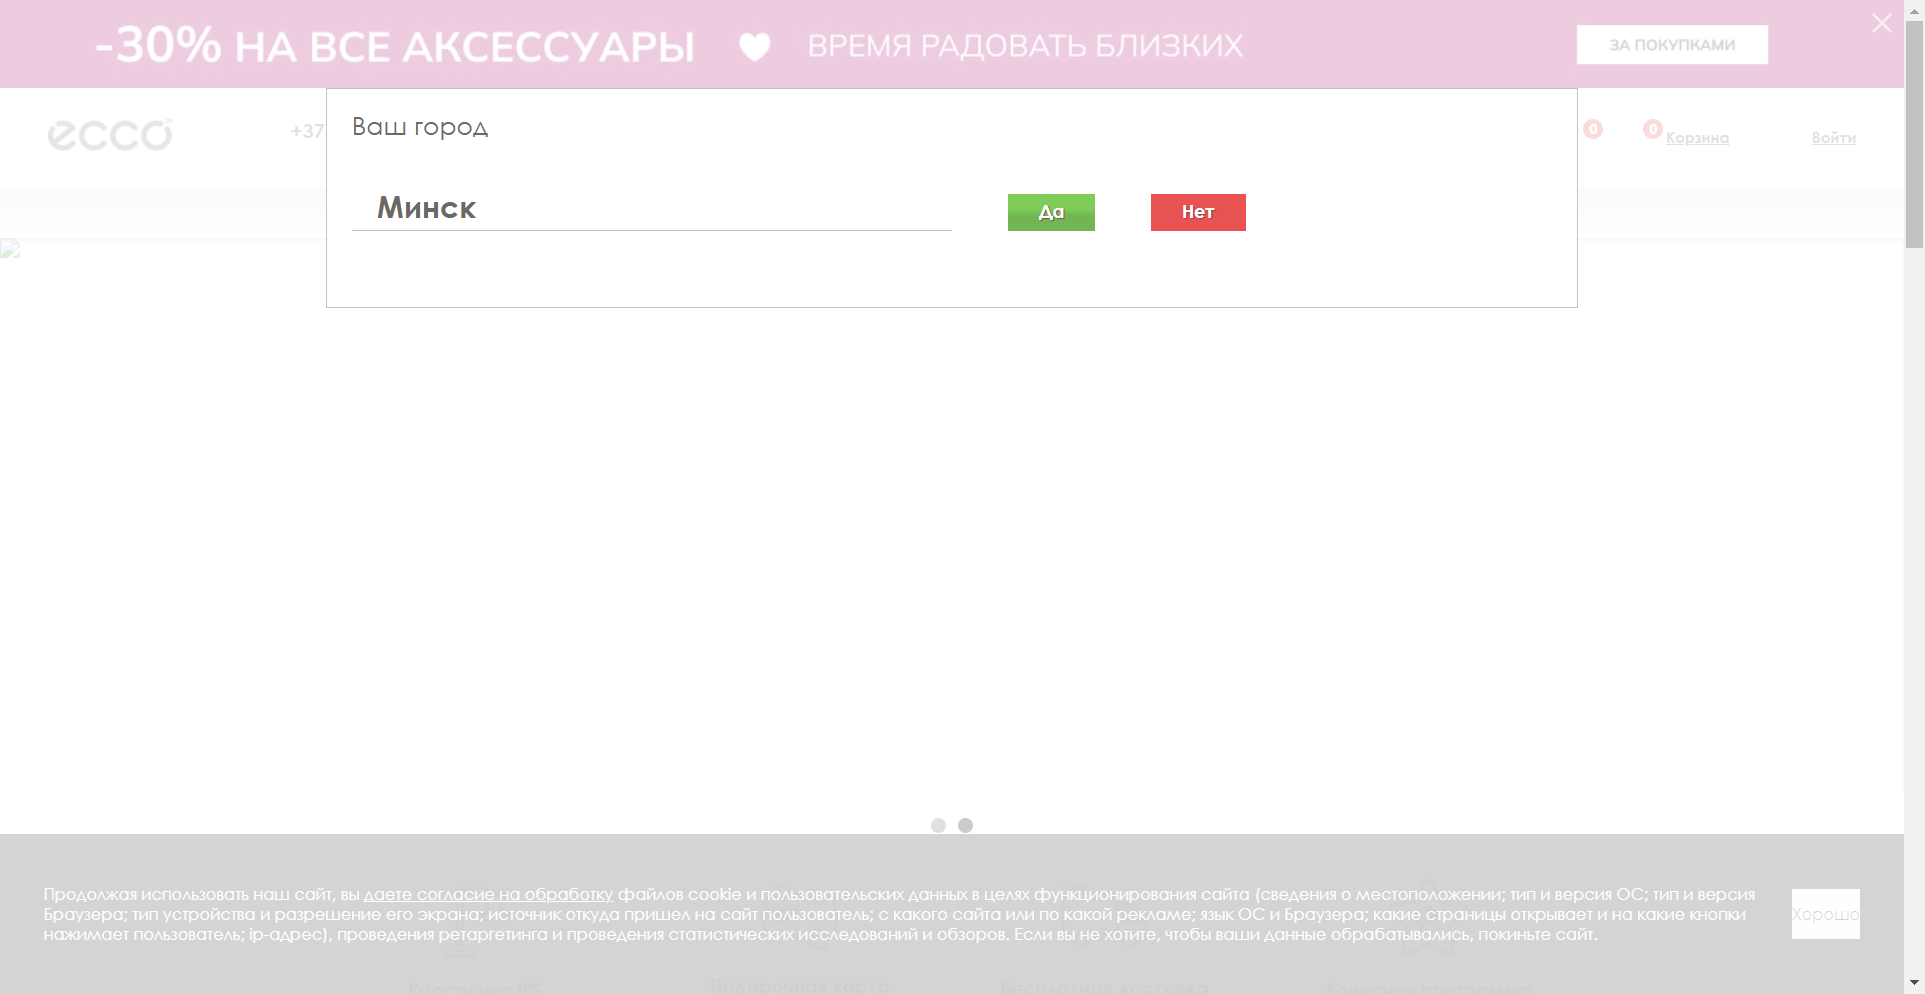 -30% НА ВСЕ АКСЕССУАРЫ
ВРЕМЯ РАДОВАТЬ БЛИЗКИХ
ЗА ПОКУПКАМИ
ecco
+37
Ваш город
0
0
Корзина
Войти
Минск
Да
Нет
Продолжая использовать наш сайт, вы даете согласие на обработку файлов cookie и пользовательских данных в целях функционирования сайта (сведения о местоположении; тип и версия ОС; тип и версия
Браузера; тип устройства и разрешение его экрана; источник откуда пришел на сайт пользователь; с какого сайта или по какой рекламе; язык ОС и Браузера; какие страницы открывает и на какие кнопки
нажимает пользователь; ip-адрес), проведения ретаргетинга и проведения статистических исследований и обзоров. Если вы не хотите, чтобы ваши данные обрабатывались, покиньте сайт.
Хорошо
Рассрочка 0%
Подарочная карта
Бесплатная доставка
Бонусная программа